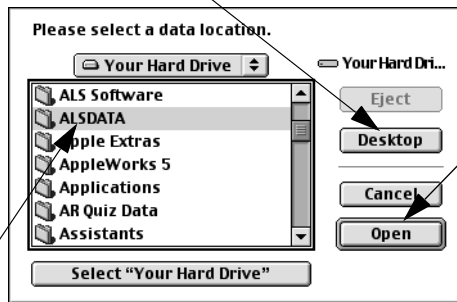 Please select a data location.
Your Hard Drive
Your Hard Dri...
ALS Software
ALSDATA
Apple Extras
AppleWorks 5
Applications
AR Quiz Data
Assistants
Eject
Desktop
Cancel
Open
Select “Your Hard Drive”